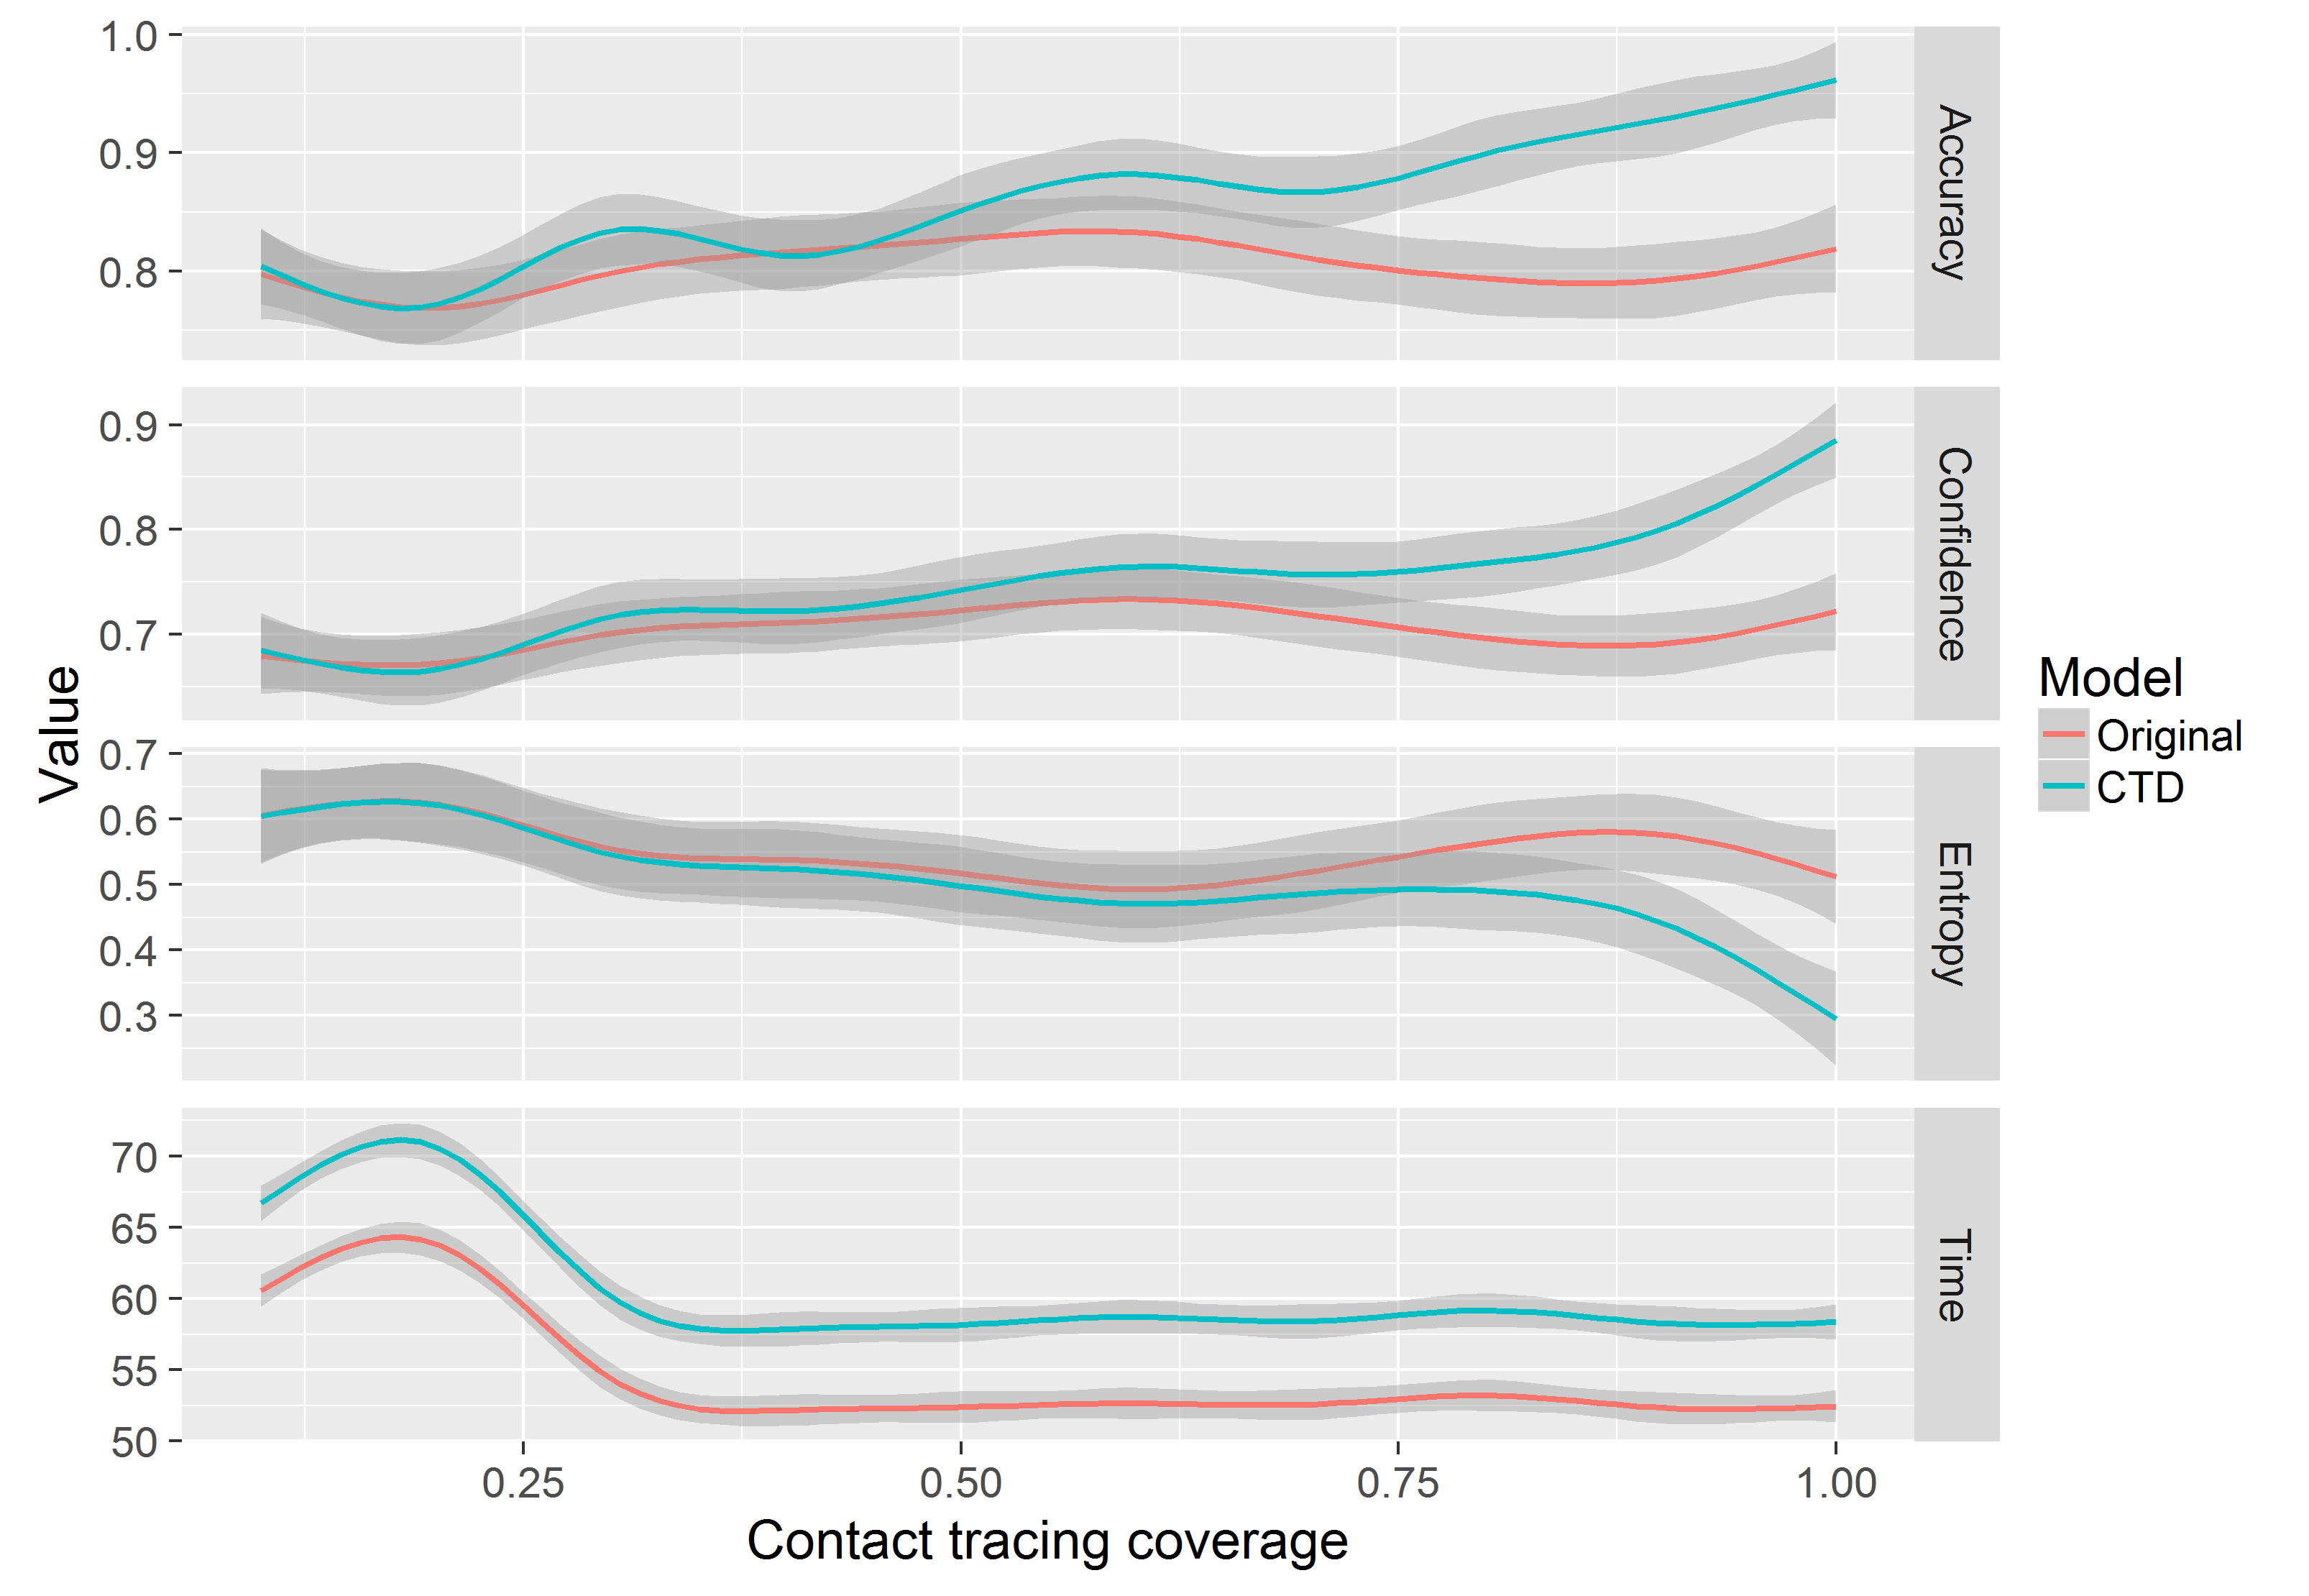 1.0
0.9
0.8
Accuracy
0.9
0.8
0.7
Confidence
0.7
0.6
0.5
0.4
0.3
Entropy
70
65
60
55
50
Time
0.25 0.50 0.75 1.00
Contact tracing coverage
Value
Model
Original
CTD